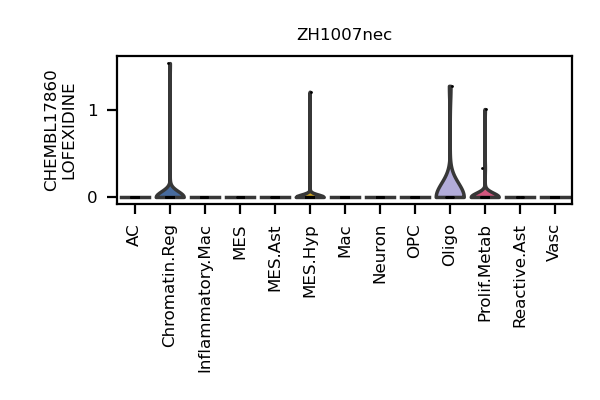 ZH1007nec
CHEMBL17860
LOFEXIDINE
1
0
AC
Chromatin.Reg
Inflammatory.Mac
MES
MES.Ast
MES.Hyp
Mac
Neuron
OPC
Oligo
Prolif.Metab
Reactive.Ast
Vasc